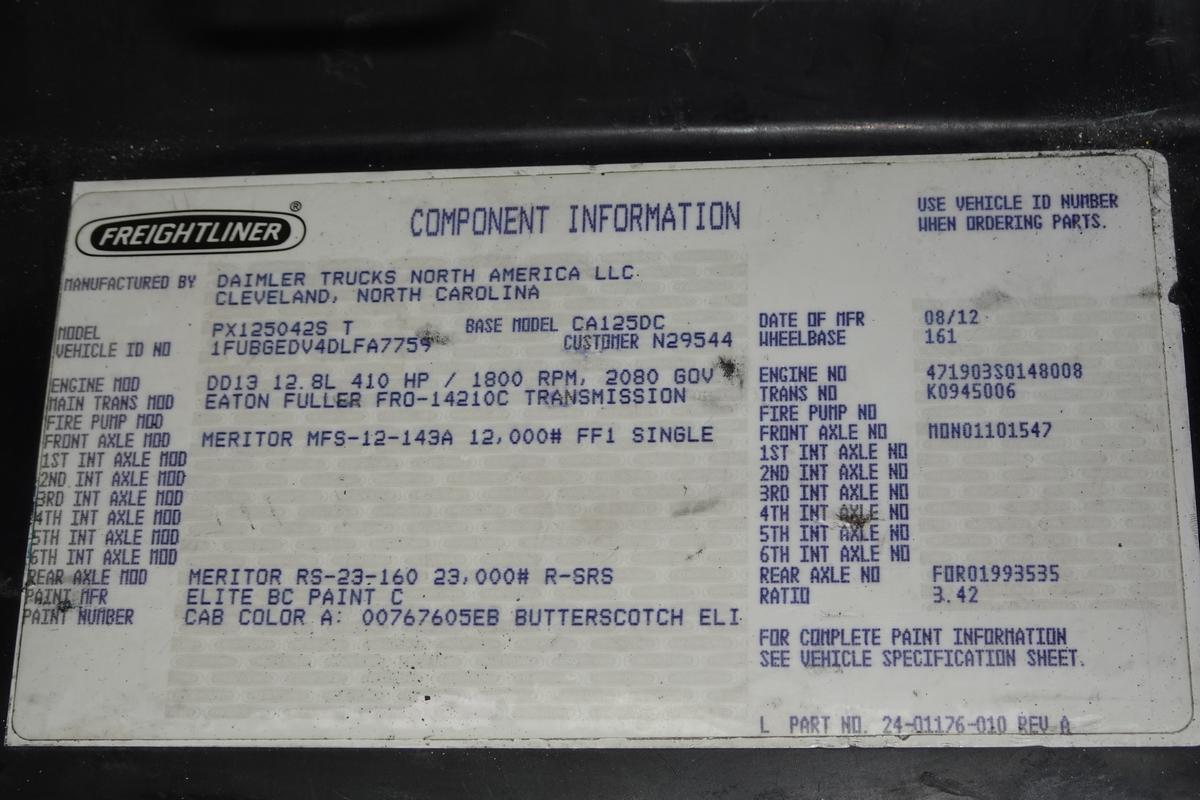 FREIGHTLINER®
COMPONENT INFORMATION
USE VEHICLE ID NUMBER
WHEN ORDERING PARTS.
MANUFACTURED BY DAIMLER TRUCKS NORTH AMERICA LLC.
CLEVELAND, NORTH CAROLINA
MODEL PX125042S T BASE MODEL CA125DC
VEHICLE ID NO 1FUBGEDV4DLFA7759 CUSTOMER N29544
ENGINE MOD DD13 12.8L 410 HP / 1800 RPM, 2080 GOV
MAIN TRANS MOD EATON FULLER FRO-14210C TRANSMISSION
FIRE PUMP MOD
FRONT AXLE MOD MERITOR MFS-12-143A 12,000# FF1 SINGLE
1ST INT AXLE MOD
2ND INT AXLE MOD
3RD INT AXLE MOD
4TH INT AXLE MOD
5TH INT AXLE MOD
6TH INT AXLE MOD
REAR AXLE MOD MERITOR RS-23-160 23,000# R-SRS
PAINT MFR ELITE BC PAINT C
PAINT NUMBER CAB COLOR A: 00767605EB BUTTERSCOTCH ELI
DATE OF MFR 08/12
WHEELBASE 161
ENGINE NO 471903S0148008
TRANS NO K0945006
FIRE PUMP NO
FRONT AXLE NO MON01101547
1ST INT AXLE NO
2ND INT AXLE NO
3RD INT AXLE NO
4TH INT AXLE NO
5TH INT AXLE NO
6TH INT AXLE NO
REAR AXLE NO FOR01993535
RATIO 3.42
FOR COMPLETE PAINT INFORMATION
SEE VEHICLE SPECIFICATION SHEET.
L PART NO. 24-01176-010 REV A